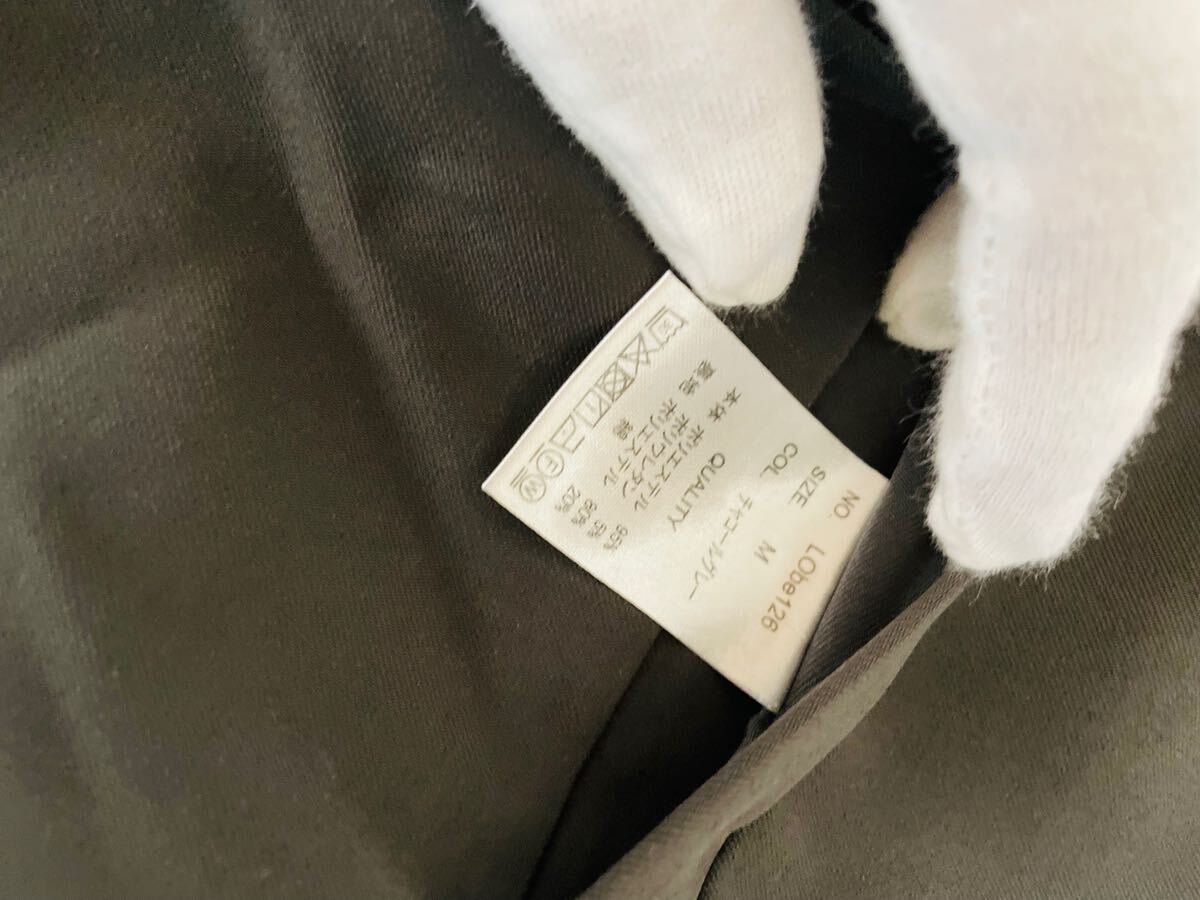 NO. LObe126
SIZE M
COL チャコールグレー
QUALITY
本体 ポリエステル 95%
ポリウレタン 5%
裏地 ポリエステル 80%
綿 20%
30
F W